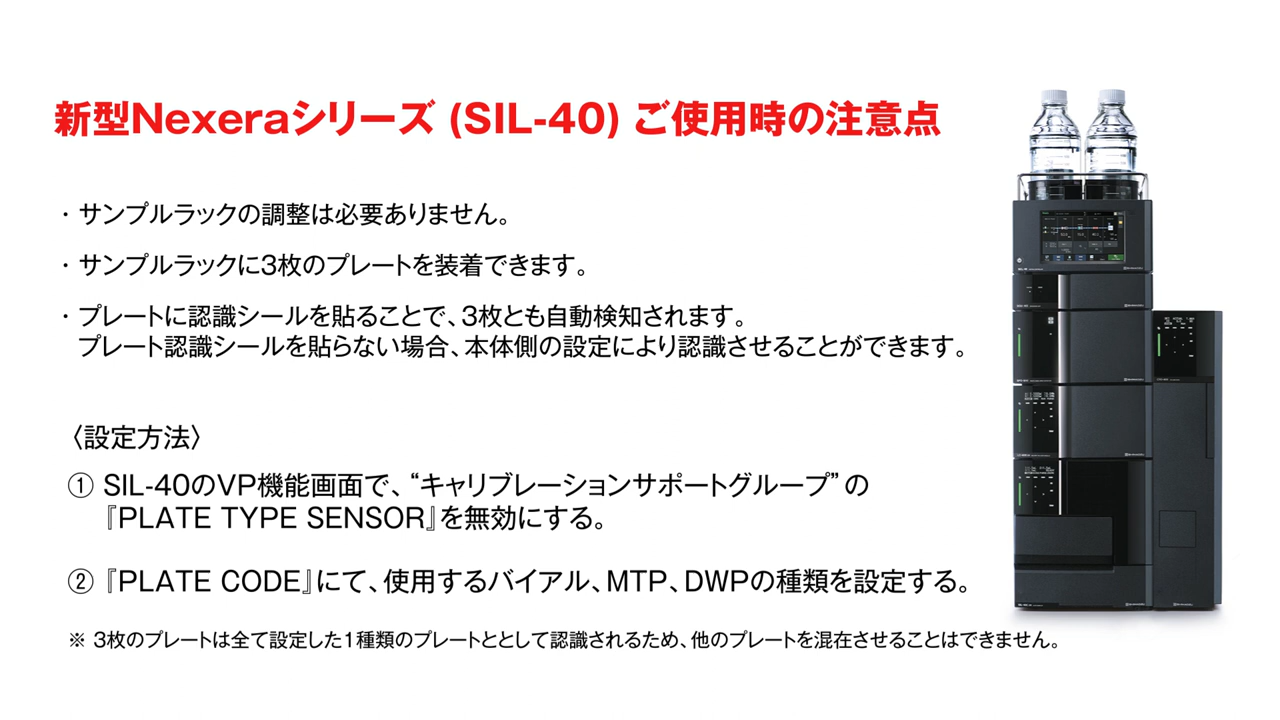 新型Nexeraシリーズ (SIL-40) ご使用時の注意点
・サンプルラックの調整は必要ありません。
・サンプルラックに3枚のプレートを装着できます。
・プレートに認識シールを貼ることで、3枚とも自動検知されます。
プレート認識シールを貼らない場合、本体側の設定により認識させることができます。
〈設定方法〉
① SIL-40のVP機能画面で、“キャリブレーションサポートグループ”の
『PLATE TYPE SENSOR』を無効にする。
② 『PLATE CODE』にて、使用するバイアル、MTP、DWPの種類を設定する。
※ 3枚のプレートは全て設定した1種類のプレートととして認識されるため、他のプレートを混在させることはできません。